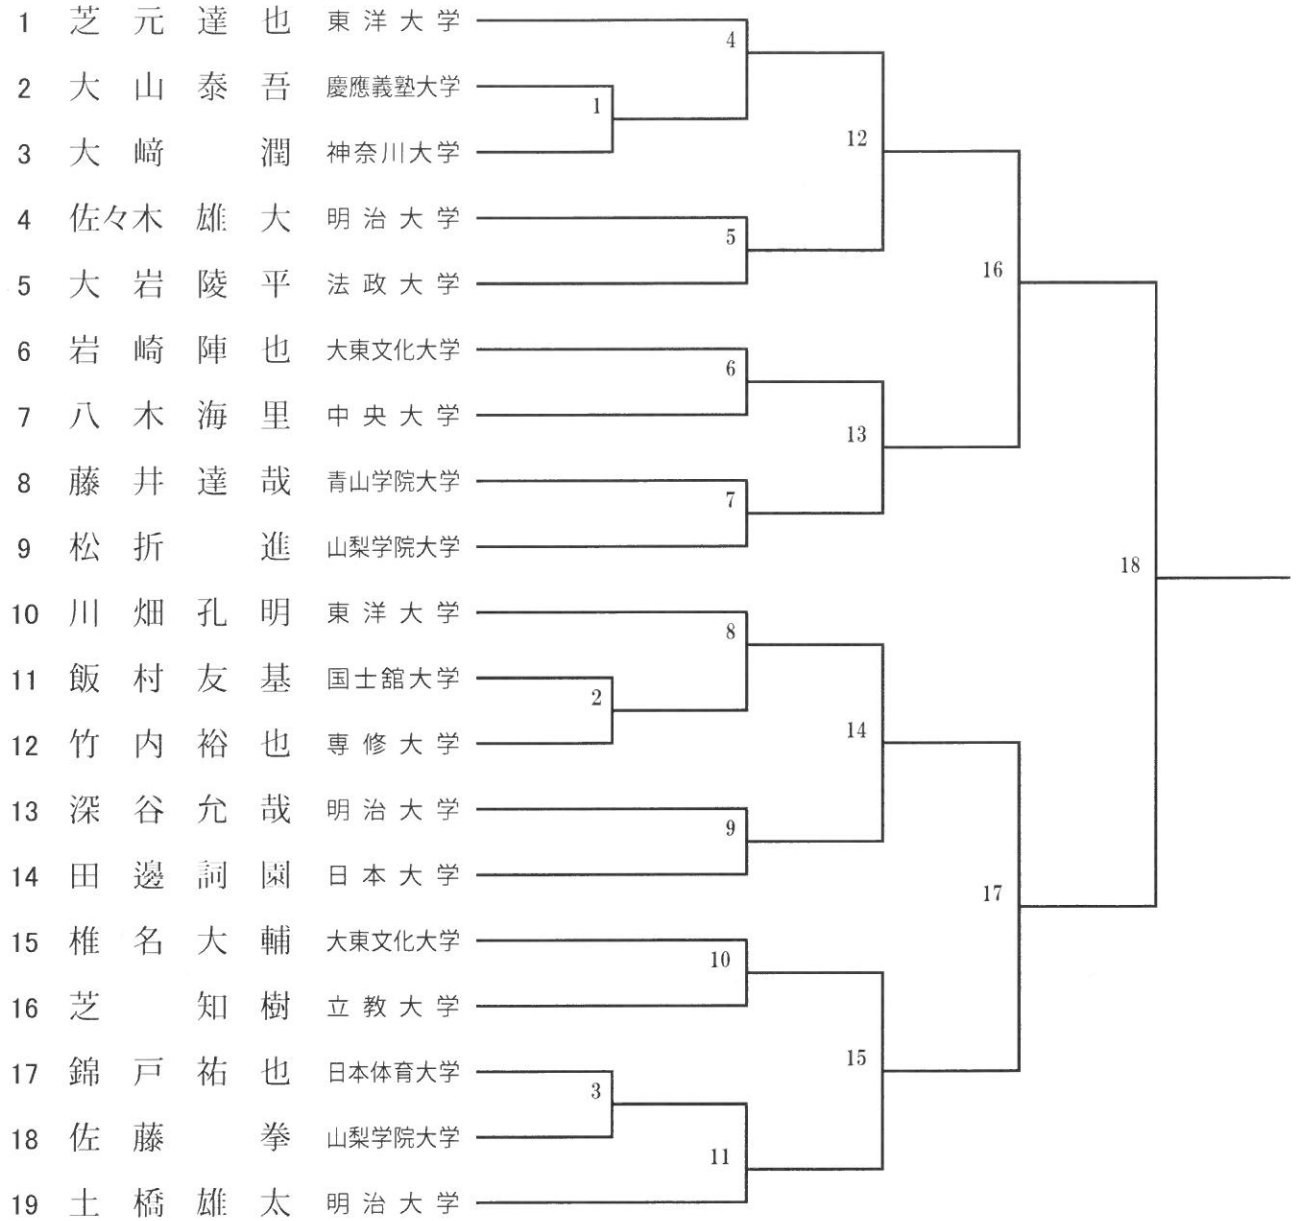 1 芝元達也 東洋大学
2 大山泰吾 慶應義塾大学
3 大﨑潤 神奈川大学
4 佐々木雄大 明治大学
5 大岩陵平 法政大学
6 岩崎陣也 大東文化大学
7 八木海里 中央大学
8 藤井達哉 青山学院大学
9 松折進 山梨学院大学
10 川畑孔明 東洋大学
11 飯村友基 国士舘大学
12 竹内裕也 専修大学
13 深谷允哉 明治大学
14 田邊詞園 日本大学
15 椎名大輔 大東文化大学
16 芝知樹 立教大学
17 錦戸祐也 日本体育大学
18 佐藤拳 山梨学院大学
19 土橋雄太 明治大学
1
2
3
4
5
6
7
8
9
10
11
12
13
14
15
16
17
18